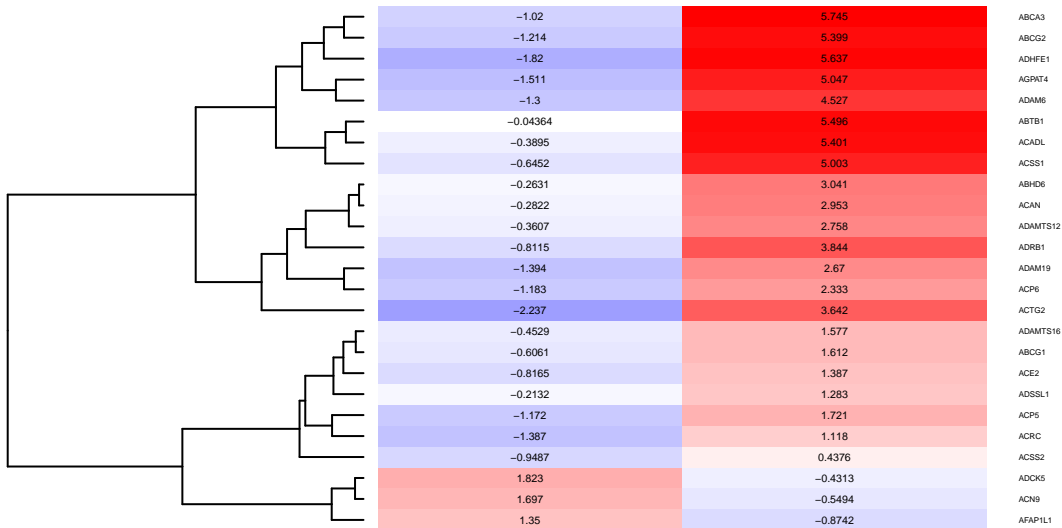 −1.02 5.745 ABCA3
−1.214 5.399 ABCG2
−1.82 5.637 ADHFE1
−1.511 5.047 AGPAT4
−1.3 4.527 ADAM6
−0.04364 5.496 ABTB1
−0.3895 5.401 ACADL
−0.6452 5.003 ACSS1
−0.2631 3.041 ABHD6
−0.2822 2.953 ACAN
−0.3607 2.758 ADAMTS12
−0.8115 3.844 ADRB1
−1.394 2.67 ADAM19
−1.183 2.333 ACP6
−2.237 3.642 ACTG2
−0.4529 1.577 ADAMTS16
−0.6061 1.612 ABCG1
−0.8165 1.387 ACE2
−0.2132 1.283 ADSSL1
−1.172 1.721 ACP5
−1.387 1.118 ACRC
−0.9487 0.4376 ACSS2
1.823 −0.4313 ADCK5
1.697 −0.5494 ACN9
1.35 −0.8742 AFAP1L1